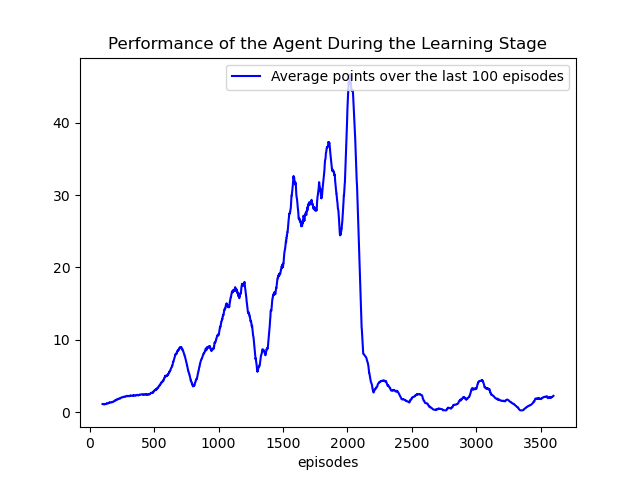 Performance of the Agent During the Learning Stage
Average points over the last 100 episodes
40
30
20
10
0
0 500 1000 1500 2000 2500 3000 3500
episodes